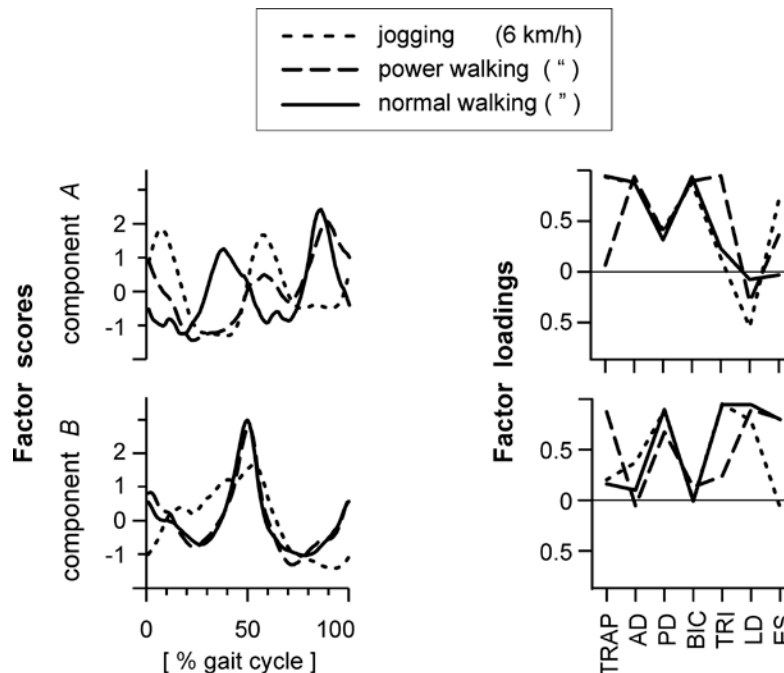 jogging (6 km/h)
power walking ( “ )
normal walking ( ” )
Factor scores
component A
2
1
0
-1
component B
2
1
0
-1
0 50 100
[ % gait cycle ]
Factor loadings
0.5
0
0.5
0.5
0
0.5
TRAP
AD
PD
BIC
TRI
LD
ES